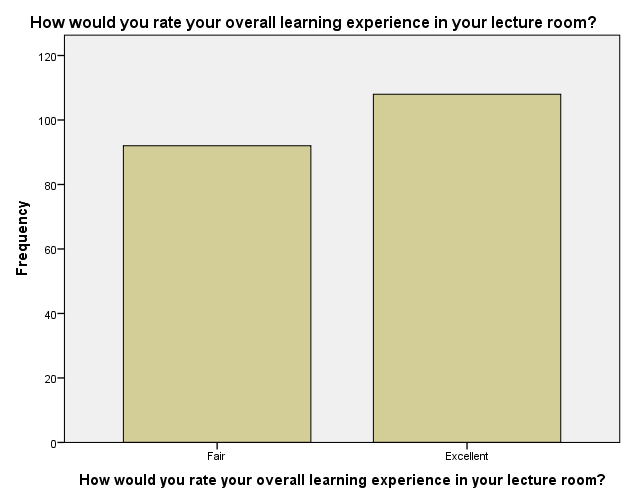 How would you rate your overall learning experience in your lecture room?
120
100
80
60
40
20
0
Frequency
Fair
Excellent
How would you rate your overall learning experience in your lecture room?